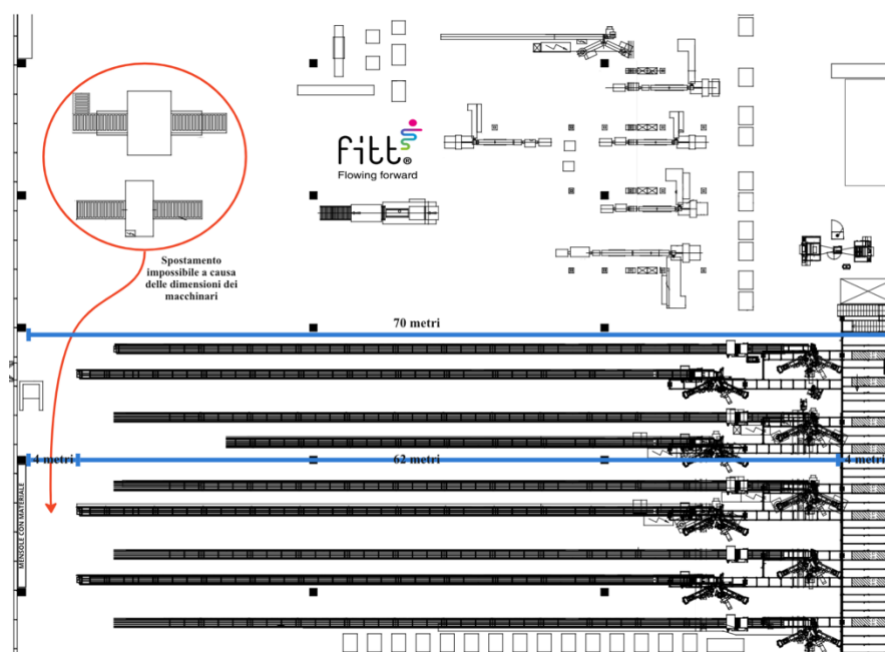 fitt®
Flowing forward
Spostamento
impossibile a causa
delle dimensioni dei
macchinari
70 metri
4 metri
62 metri
4 metri
MENSOLE CON MATERIALE